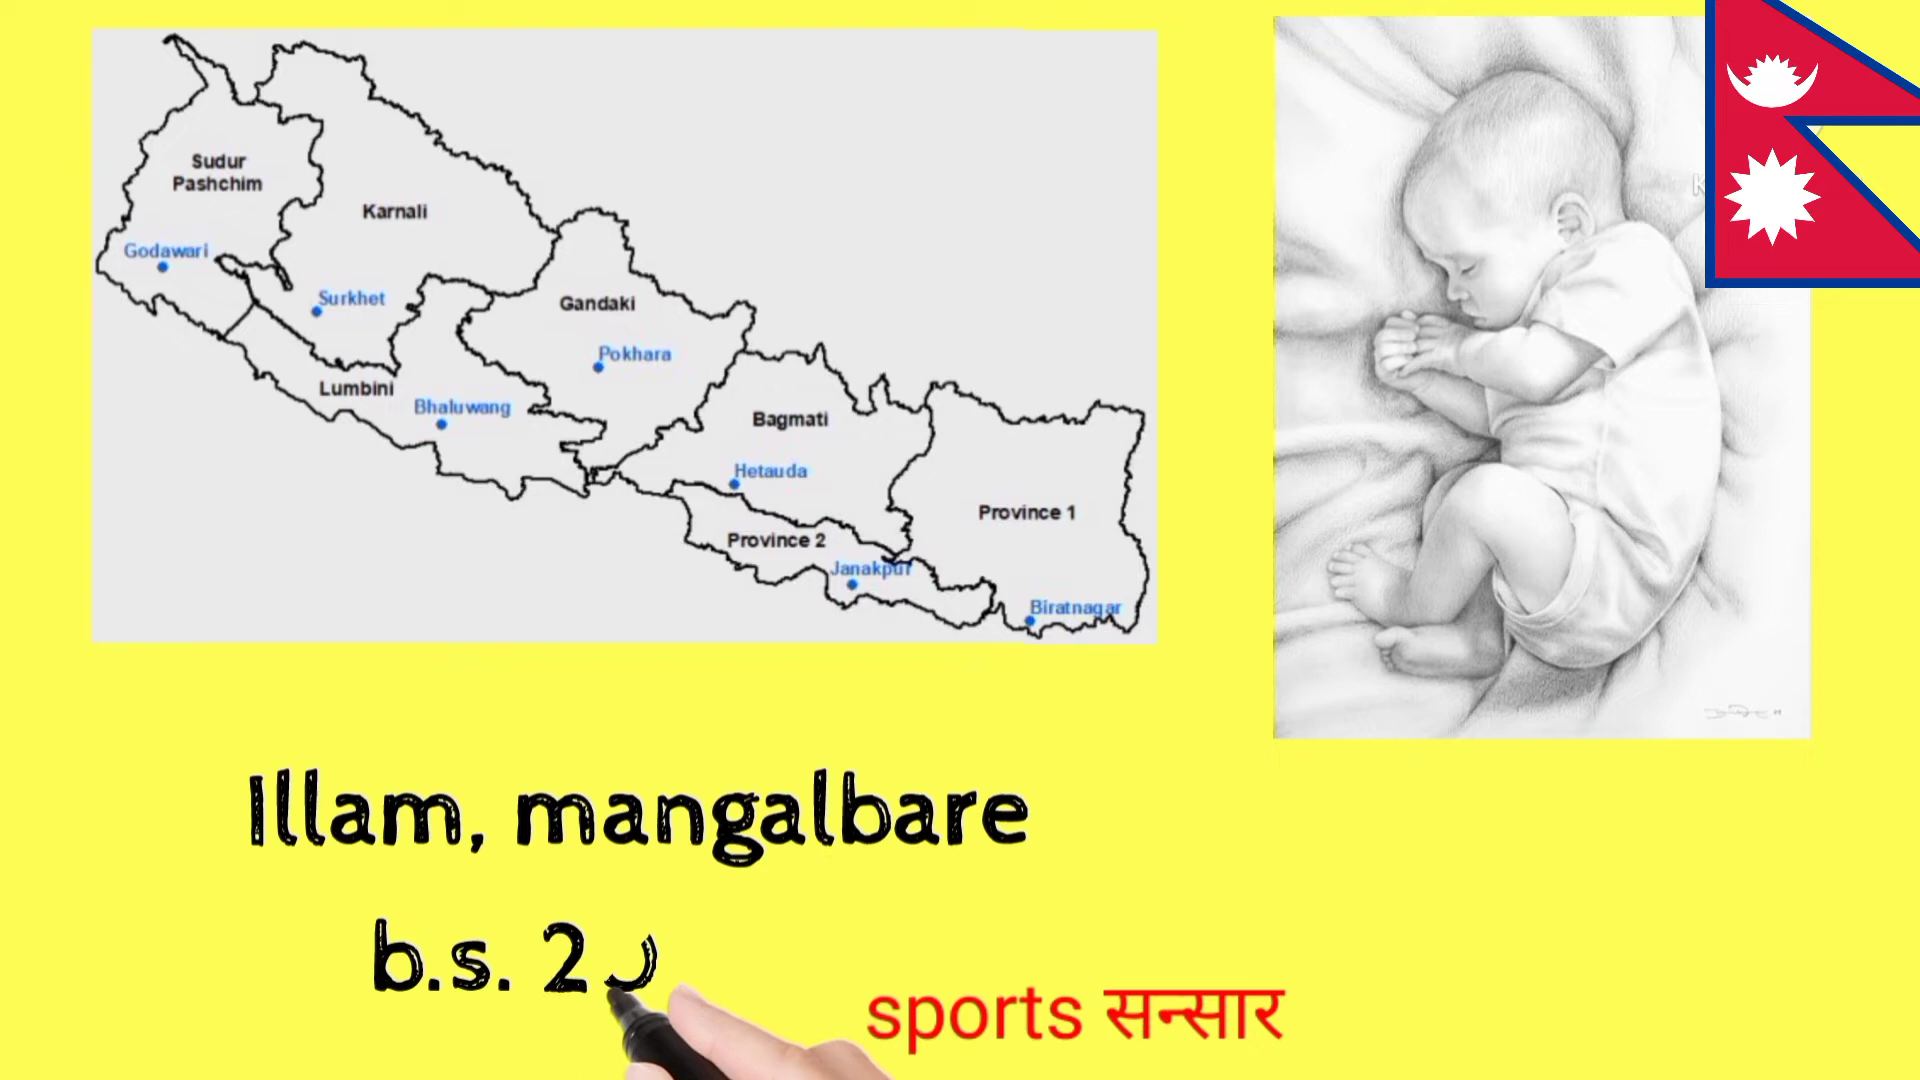 Sudur
Pashchim
Karnali
Godawari
Surkhet
Gandaki
Pokhara
Lumbini
Bhaluwang
Bagmati
Hetauda
Province 1
Province 2
Janakpur
Biratnagar
Illam, mangalbare
b.s. 2
sports सन्सार